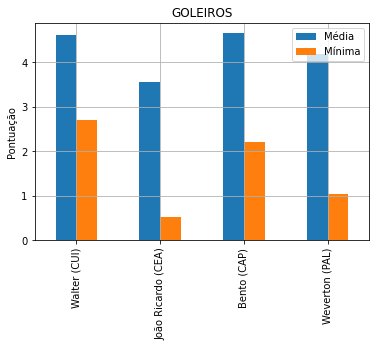 GOLEIROS
Média
Mínima
Pontuação
4
3
2
1
0
Walter (CUI)
João Ricardo (CEA)
Bento (CAP)
Weverton (PAL)